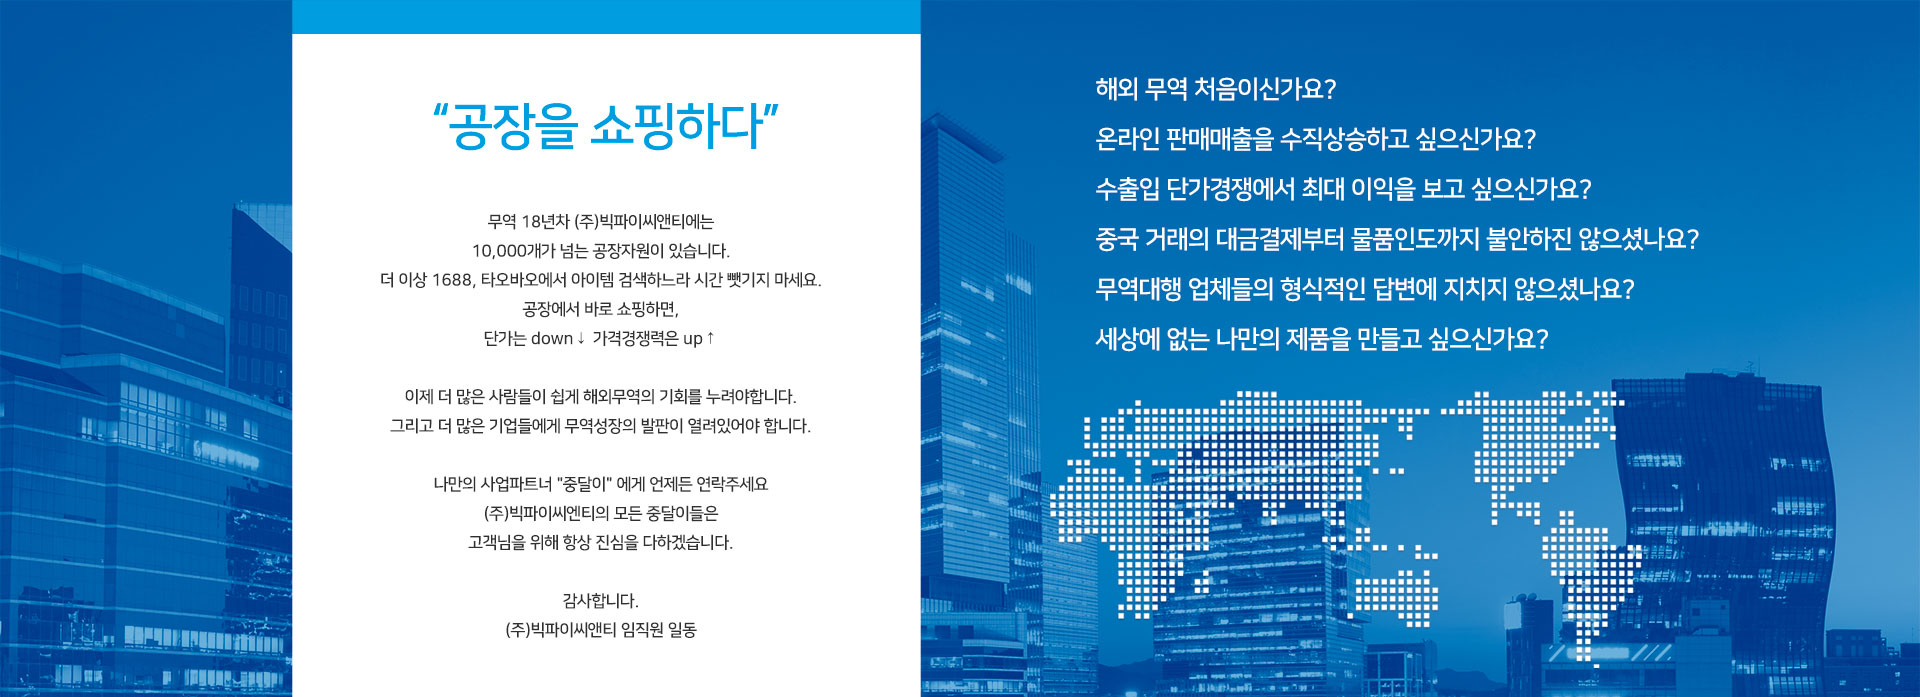 “공장을 쇼핑하다”
무역 18년차 (주)빅파이씨앤티에는
10,000개가 넘는 공장자원이 있습니다.
더 이상 1688, 타오바오에서 아이템 검색하느라 시간 뺏기지 마세요.
공장에서 바로 쇼핑하면,
단가는 down↓ 가격경쟁력은 up↑
이제 더 많은 사람들이 쉽게 해외무역의 기회를 누려야합니다.
그리고 더 많은 기업들에게 무역성장의 발판이 열려있어야 합니다.
나만의 사업파트너 "중달이" 에게 언제든 연락주세요
(주)빅파이씨엔티의 모든 중달이들은
고객님을 위해 항상 진심을 다하겠습니다.
감사합니다.
(주)빅파이씨앤티 임직원 일동
해외 무역 처음이신가요?
온라인 판매매출을 수직상승하고 싶으신가요?
수출입 단가경쟁에서 최대 이익을 보고 싶으신가요?
중국 거래의 대금결제부터 물품인도까지 불안하진 않으셨나요?
무역대행 업체들의 형식적인 답변에 지치지 않으셨나요?
세상에 없는 나만의 제품을 만들고 싶으신가요?